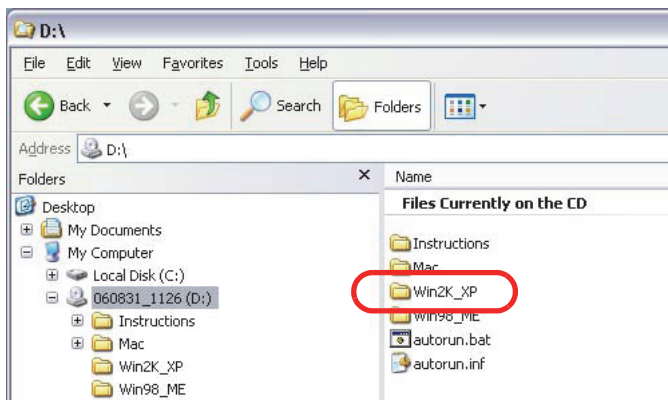 D:\
File Edit View Favorites Tools Help
Back Search Folders
Address D:\
Folders X Name
Desktop
My Documents
My Computer
Local Disk (C:)
060831_1126 (D:)
Instructions
Mac
Win2K_XP
Win98_ME
Files Currently on the CD
Instructions
Mac
Win2K_XP
Win98_ME
autorun.bat
autorun.inf